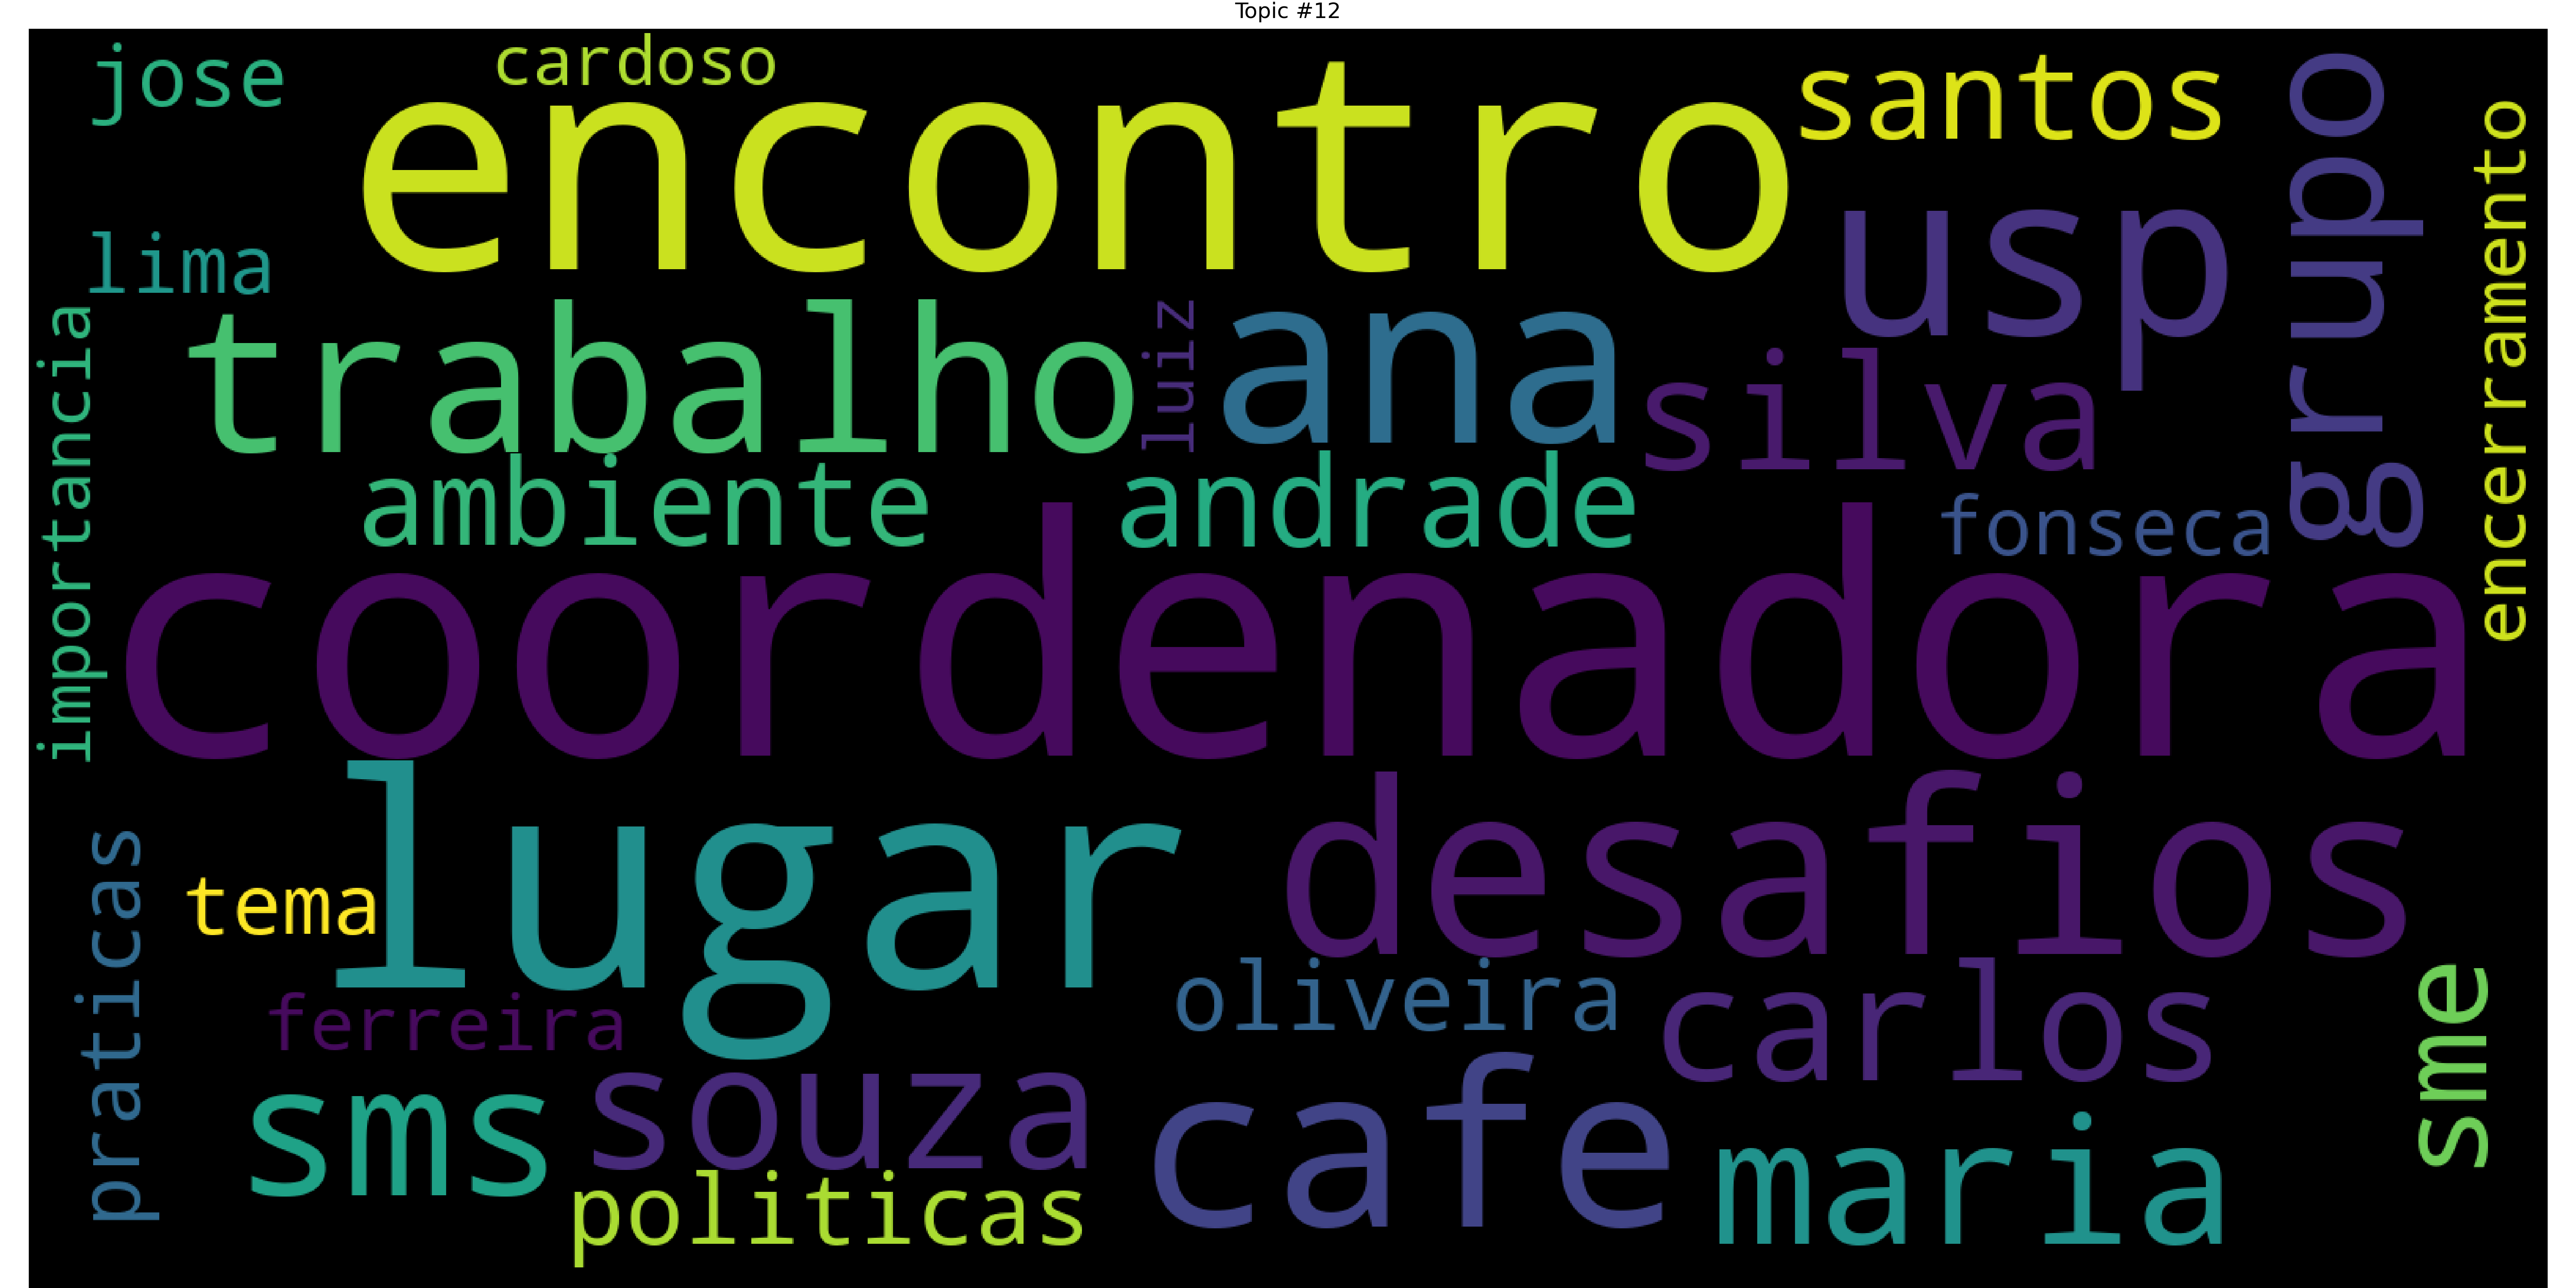 Topic #12
jose
cardoso
encontro
santos
grupo
encerramento
lima
usp
importancia
trabalho
luiz
ana
silva
ambiente
andrade
fonseca
coordenadora
lugar
desafios
praticas
tema
oliveira
carlos
sme
ferreira
sms
souza
cafe
maria
politicas